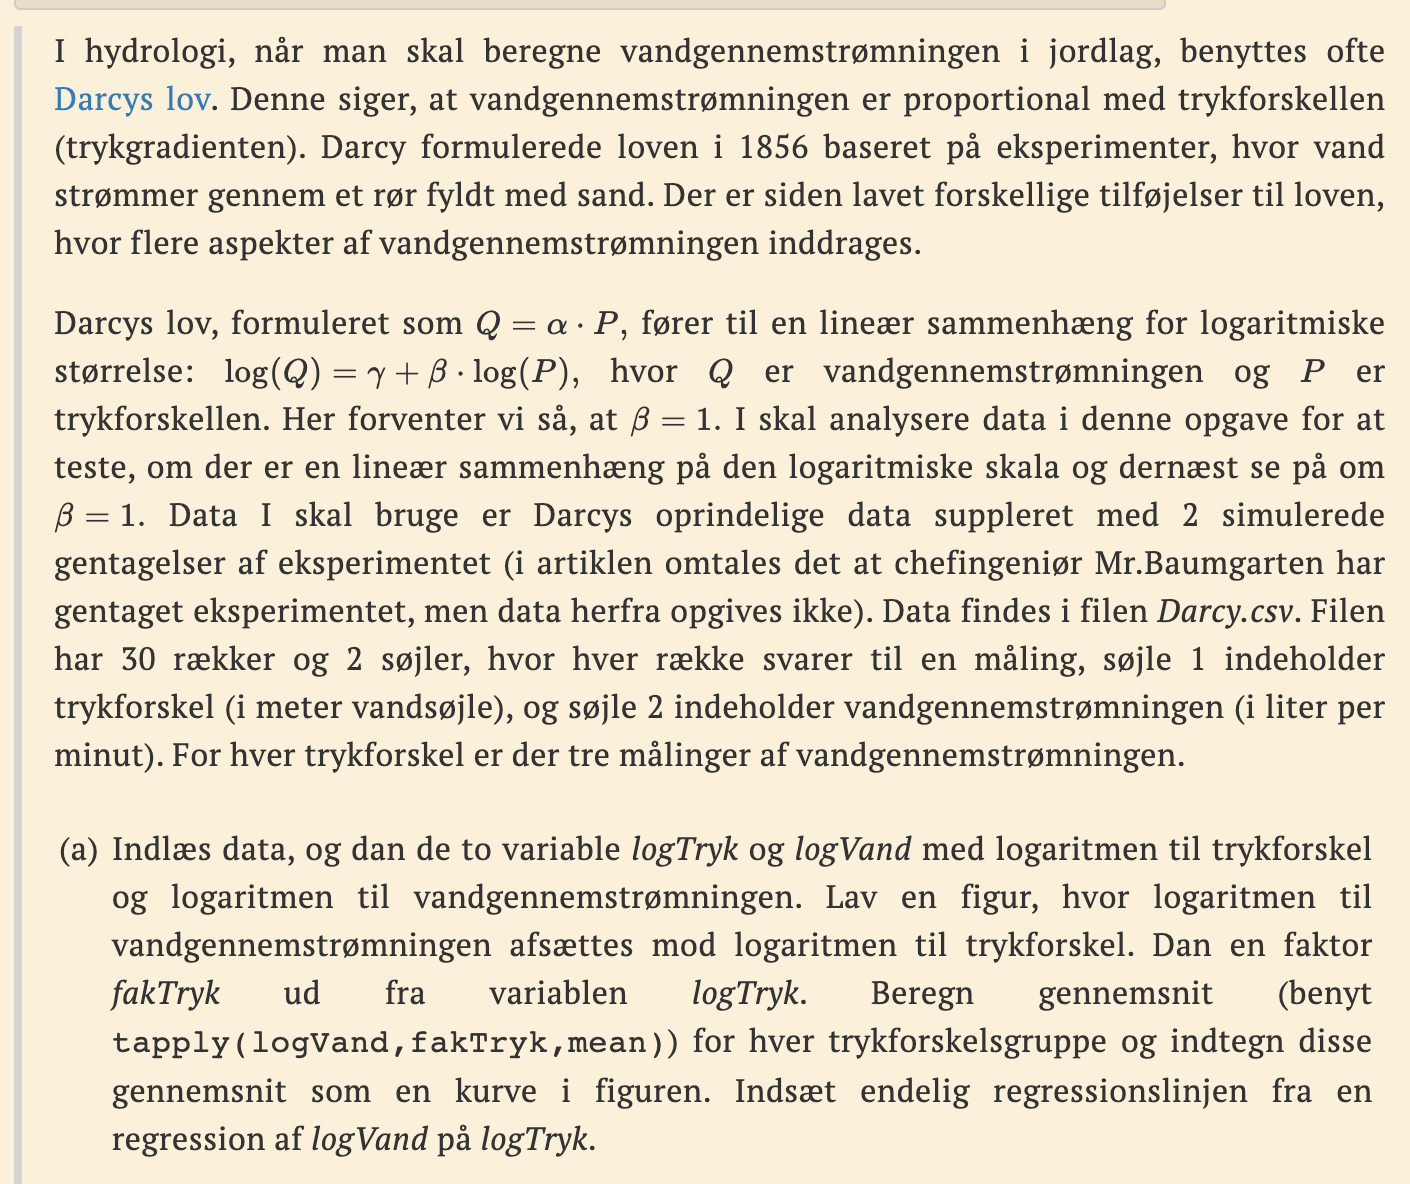 I hydrologi, når man skal beregne vandgennemstrømningen i jordlag, benyttes ofte
Darcys lov. Denne siger, at vandgennemstrømningen er proportional med trykforskellen
(trykgradienten). Darcy formulerede loven i 1856 baseret på eksperimenter, hvor vand
strømmer gennem et rør fyldt med sand. Der er siden lavet forskellige tilføjelser til loven,
hvor flere aspekter af vandgennemstrømningen inddrages.
Darcys lov, formuleret som Q = α · P, fører til en lineær sammenhæng for logaritmiske
størrelse: log(Q) = γ + β · log(P), hvor Q er vandgennemstrømningen og P er
trykforskellen. Her forventer vi så, at β = 1. I skal analysere data i denne opgave for at
teste, om der er en lineær sammenhæng på den logaritmiske skala og dernæst se på om
β = 1. Data I skal bruge er Darcys oprindelige data suppleret med 2 simulerede
gentagelser af eksperimentet (i artiklen omtales det at chefingeniør Mr.Baumgarten har
gentaget eksperimentet, men data herfra opgives ikke). Data findes i filen Darcy.csv. Filen
har 30 rækker og 2 søjler, hvor hver række svarer til en måling, søjle 1 indeholder
trykforskel (i meter vandsøjle), og søjle 2 indeholder vandgennemstrømningen (i liter per
minut). For hver trykforskel er der tre målinger af vandgennemstrømningen.
(a) Indlæs data, og dan de to variable logTryk og logVand med logaritmen til trykforskel
og logaritmen til vandgennemstrømningen. Lav en figur, hvor logaritmen til
vandgennemstrømningen afsættes mod logaritmen til trykforskel. Dan en faktor
fakTryk ud fra variablen logTryk. Beregn gennemsnit (benyt
tapply(logVand,fakTryk,mean)) for hver trykforskelsgruppe og indtegn disse
gennemsnit som en kurve i figuren. Indsæt endelig regressionslinjen fra en
regression af logVand på logTryk.